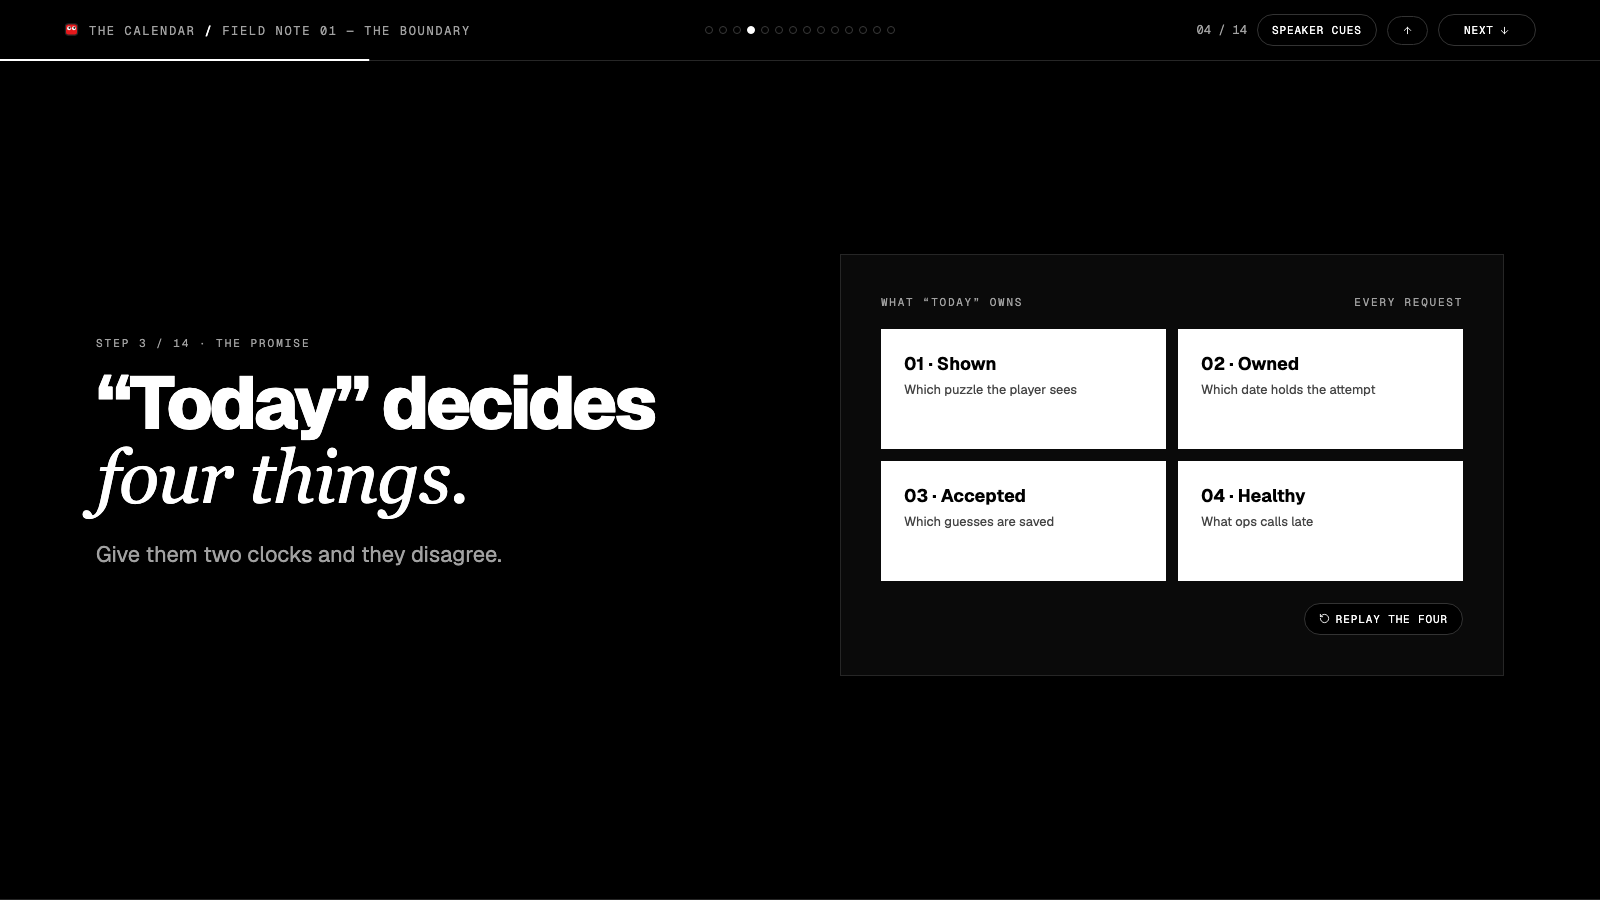 THE CALENDAR / FIELD NOTE 01 — THE BOUNDARY
04 / 14
SPEAKER CUES
↑
NEXT ↓
STEP 3 / 14 · THE PROMISE
“Today” decides
four things.
Give them two clocks and they disagree.
WHAT “TODAY” OWNS
EVERY REQUEST
01 · Shown
Which puzzle the player sees
02 · Owned
Which date holds the attempt
03 · Accepted
Which guesses are saved
04 · Healthy
What ops calls late
REPLAY THE FOUR